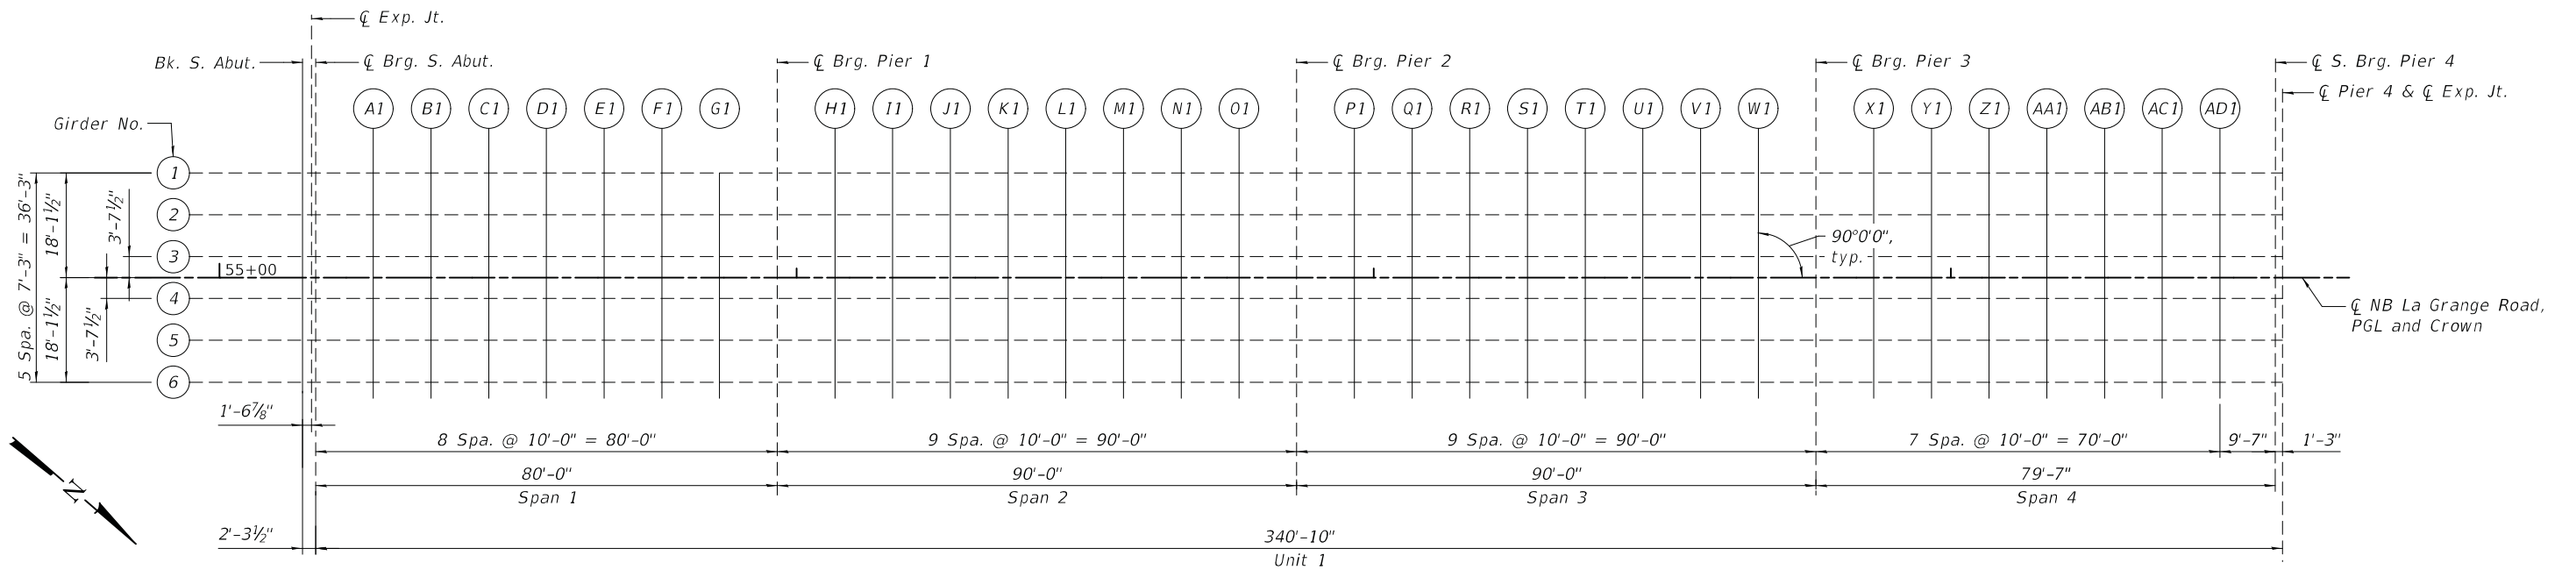 ℄ Exp. Jt.
Bk. S. Abut.
℄ Brg. S. Abut.
℄ Brg. Pier 1
℄ Brg. Pier 2
℄ Brg. Pier 3
℄ S. Brg. Pier 4
℄ Pier 4 & ℄ Exp. Jt.
A1 B1 C1 D1 E1 F1 G1 H1 I1 J1 K1 L1 M1 N1 O1 P1 Q1 R1 S1 T1 U1 V1 W1 X1 Y1 Z1 AA1 AB1 AC1 AD1
Girder No.
1
2
3
4
5
6
5 Spa. @ 7'-3" = 36'-3"
18'-1½"
18'-1½"
3'-7½"
3'-7½"
55+00
90°0'0",
typ.
℄ NB La Grange Road,
PGL and Crown
1'-6⅞"
8 Spa. @ 10'-0" = 80'-0"
9 Spa. @ 10'-0" = 90'-0"
9 Spa. @ 10'-0" = 90'-0"
7 Spa. @ 10'-0" = 70'-0"
9'-7"
1'-3"
80'-0"
Span 1
90'-0"
Span 2
90'-0"
Span 3
79'-7"
Span 4
N
2'-3½"
340'-10"
Unit 1